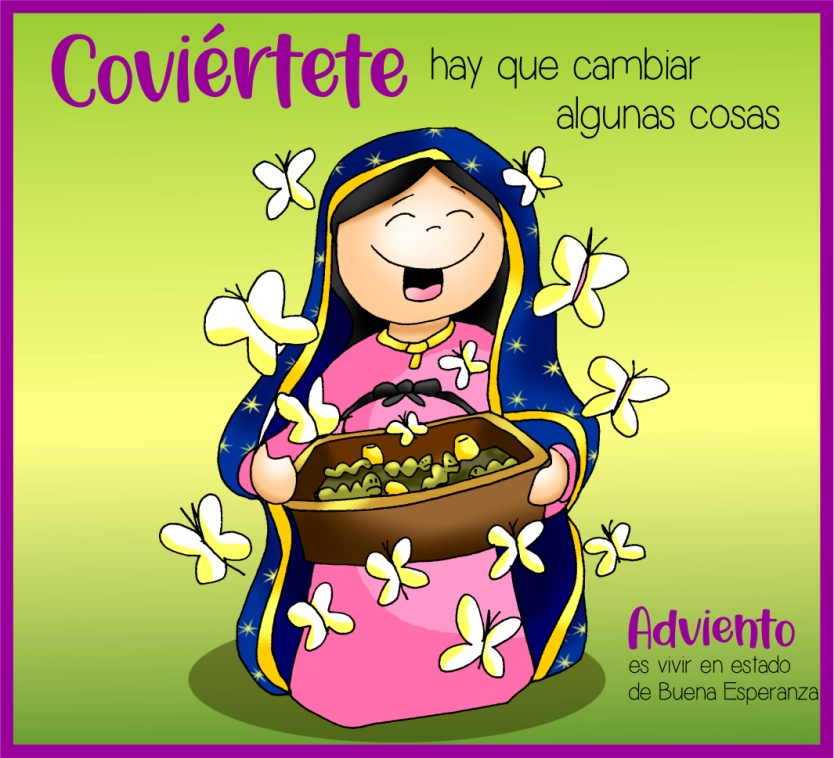 Coviértete hay que cambiar
algunas cosas
Adviento
es vivir en estado
de Buena Esperanza